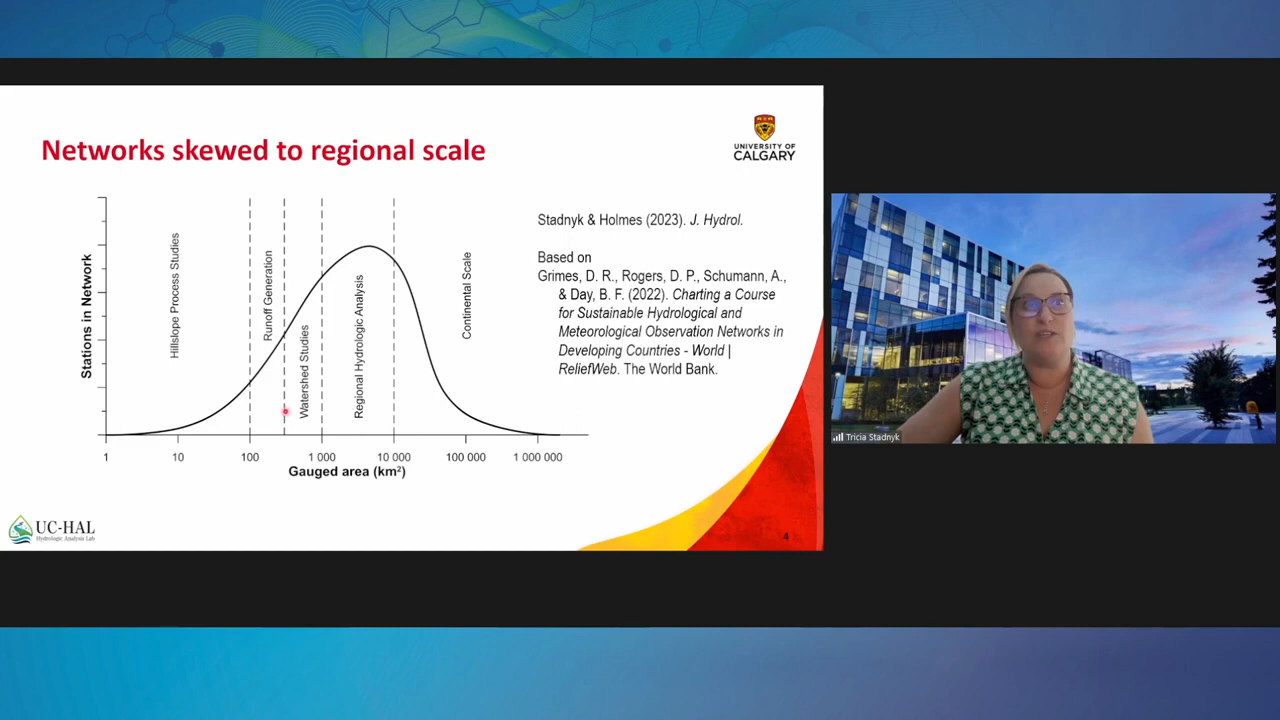 Networks skewed to regional scale
UNIVERSITY OF
CALGARY
Stations in Network
Hillslope Process Studies
Runoff Generation
Watershed Studies
Regional Hydrologic Analysis
Continental Scale
1 10 100 1 000 10 000 100 000 1 000 000
Gauged area (km²)
Stadnyk & Holmes (2023). J. Hydrol.
Based on
Grimes, D. R., Rogers, D. P., Schumann, A.,
& Day, B. F. (2022). Charting a Course
for Sustainable Hydrological and
Meteorological Observation Networks in
Developing Countries - World |
ReliefWeb. The World Bank.
UC-HAL
Hydrologic Analysis Lab
4
Tricia Stadnyk